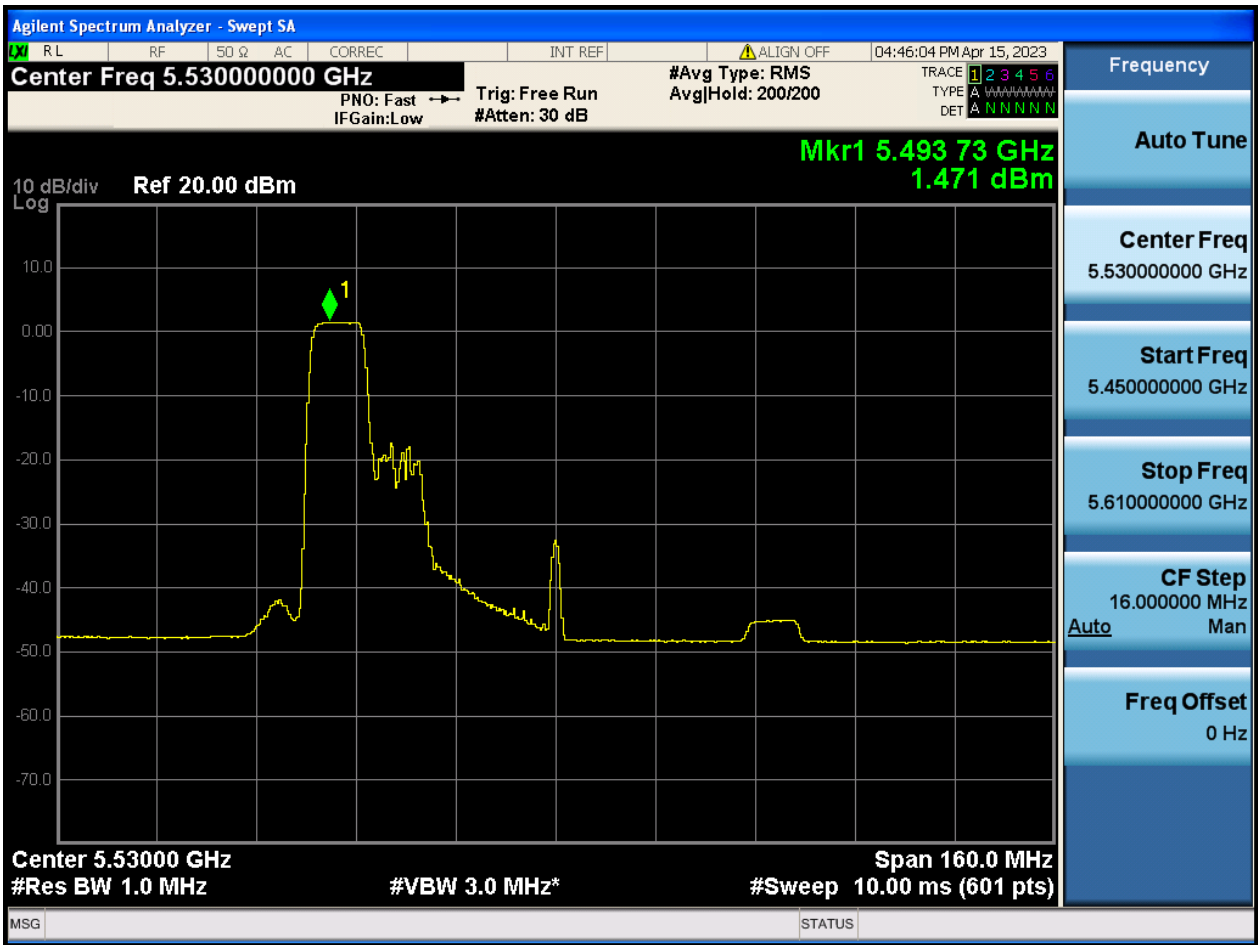 Agilent Spectrum Analyzer - Swept SA
LXI RL RF 50 Ω AC CORREC INT REF ALIGN OFF 04:46:04 PM Apr 15, 2023
Center Freq 5.530000000 GHz
PNO: Fast
IFGain:Low
Trig: Free Run
#Atten: 30 dB
#Avg Type: RMS
Avg|Hold: 200/200
TRACE 1 2 3 4 5 6
TYPE A WWWWW
DET A N N N N N
Mkr1 5.493 73 GHz
1.471 dBm
10 dB/div Ref 20.00 dBm
Log
10.0
1
0.00
-10.0
-20.0
-30.0
-40.0
-50.0
-60.0
-70.0
Center 5.53000 GHz Span 160.0 MHz
#Res BW 1.0 MHz #VBW 3.0 MHz* #Sweep 10.00 ms (601 pts)
MSG STATUS
Frequency
Auto Tune
Center Freq
5.530000000 GHz
Start Freq
5.450000000 GHz
Stop Freq
5.610000000 GHz
CF Step
16.000000 MHz
Auto Man
Freq Offset
0 Hz